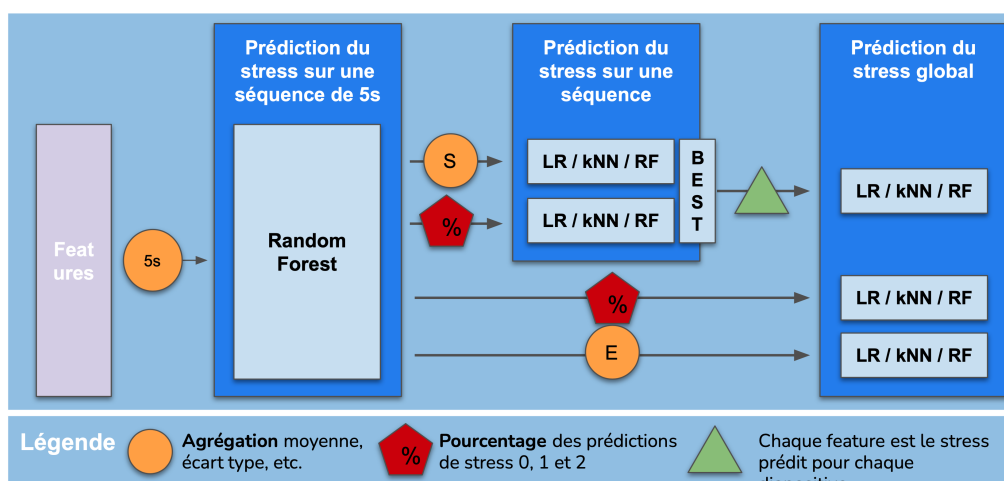 Prédiction du
stress sur une
séquence de 5s
Prédiction du
stress sur une
séquence
Prédiction du
stress global
Feat
ures
5s
Random
Forest
S
%
LR / kNN / RF
LR / kNN / RF
B
E
S
T
LR / kNN / RF
%
LR / kNN / RF
E
LR / kNN / RF
Légende
Agrégation moyenne,
écart type, etc.
%
Pourcentage des prédictions
de stress 0, 1 et 2
Chaque feature est le stress
prédit pour chaque